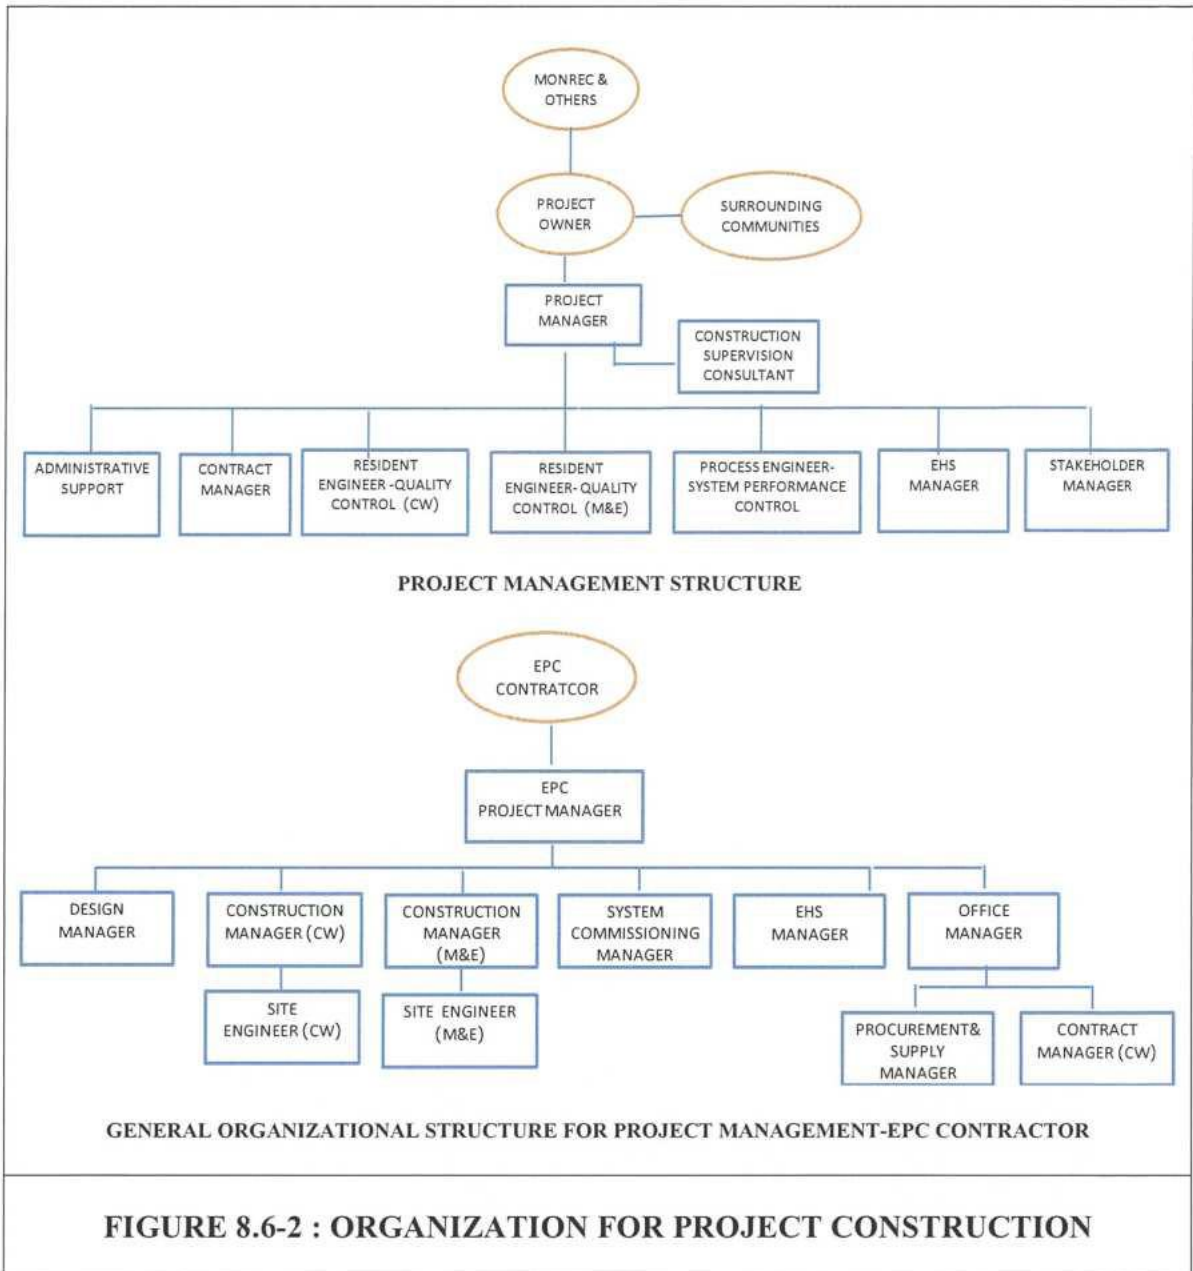 MONREC &
OTHERS
PROJECT
OWNER
SURROUNDING
COMMUNITIES
PROJECT
MANAGER
CONSTRUCTION
SUPERVISION
CONSULTANT
ADMINISTRATIVE
SUPPORT
CONTRACT
MANAGER
RESIDENT
ENGINEER -QUALITY
CONTROL (CW)
RESIDENT
ENGINEER- QUALITY
CONTROL (M&E)
PROCESS ENGINEER-
SYSTEM PERFORMANCE
CONTROL
EHS
MANAGER
STAKEHOLDER
MANAGER
PROJECT MANAGEMENT STRUCTURE
EPC
CONTRATCOR
EPC
PROJECT MANAGER
DESIGN
MANAGER
CONSTRUCTION
MANAGER (CW)
CONSTRUCTION
MANAGER
(M&E)
SYSTEM
COMMISSIONING
MANAGER
EHS
MANAGER
OFFICE
MANAGER
SITE
ENGINEER (CW)
SITE ENGINEER
(M&E)
PROCUREMENT&
SUPPLY
MANAGER
CONTRACT
MANAGER (CW)
GENERAL ORGANIZATIONAL STRUCTURE FOR PROJECT MANAGEMENT-EPC CONTRACTOR
FIGURE 8.6-2 : ORGANIZATION FOR PROJECT CONSTRUCTION